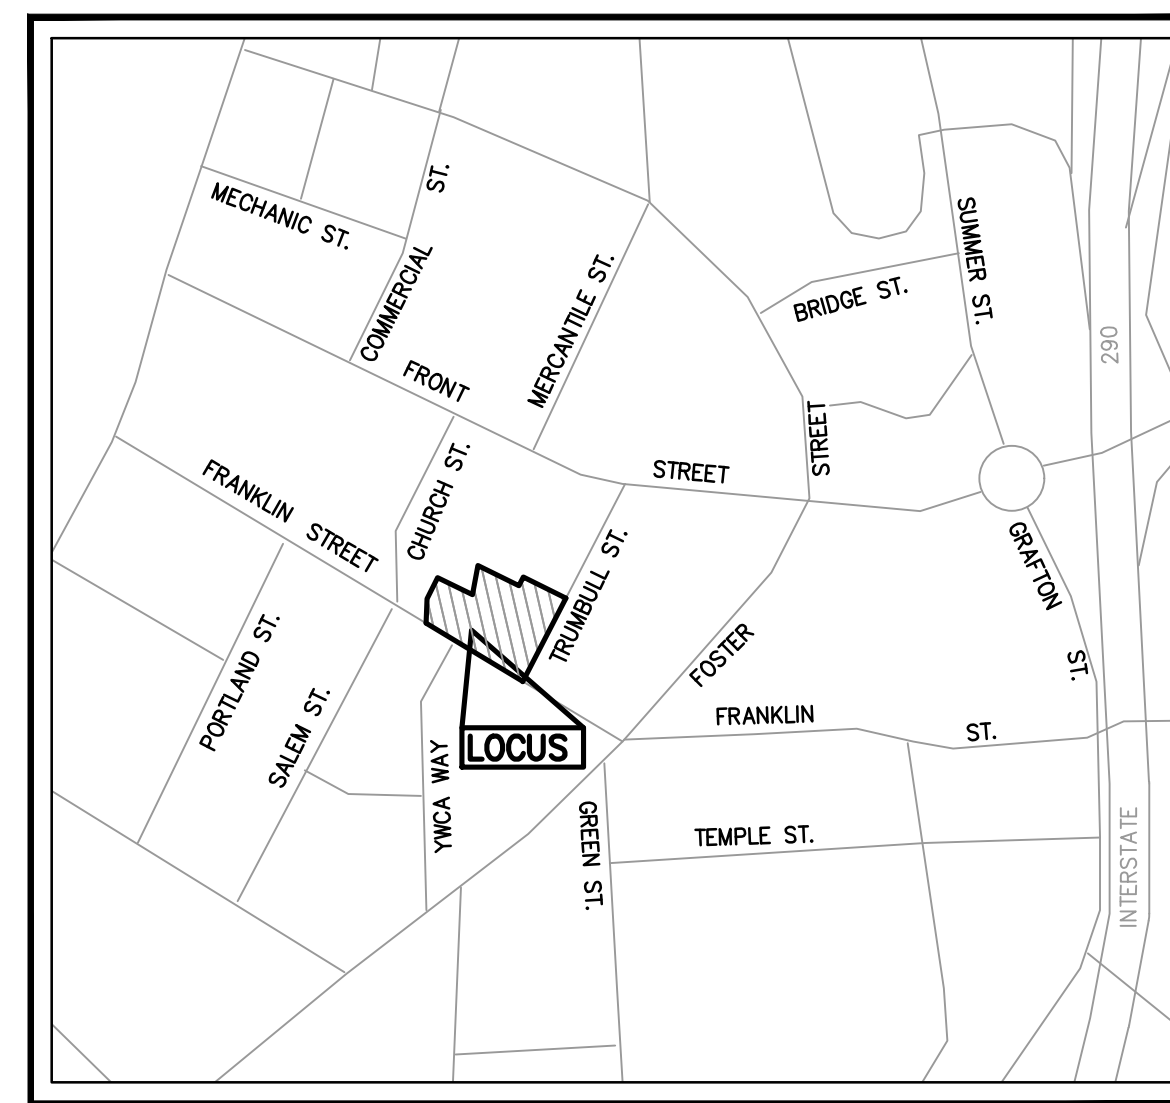 ST.
MECHANIC ST.
COMMERCIAL
MERCANTILE ST.
SUMMER ST.
BRIDGE ST.
290
FRONT
STREET
STREET
CHURCH ST.
FRANKLIN STREET
TRUMBULL ST.
GRAFTON
ST.
PORTLAND ST.
SALEM ST.
FOSTER
FRANKLIN
ST.
LOCUS
YWCA WAY
GREEN ST.
TEMPLE ST.
INTERSTATE